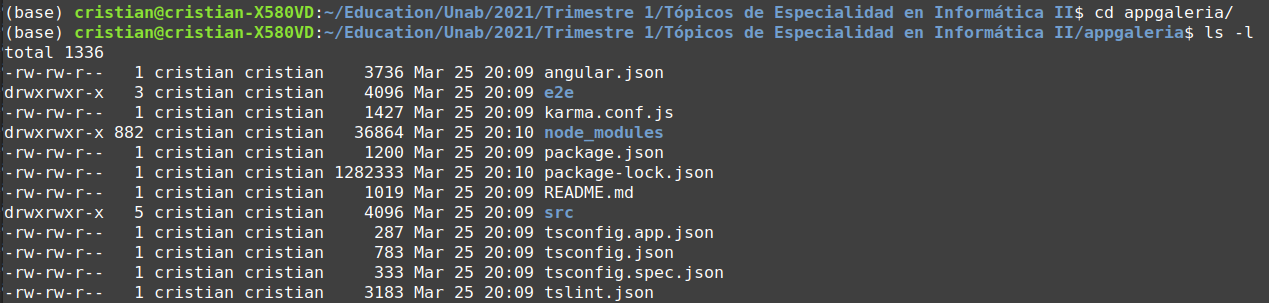 (base) cristian@cristian-X580VD:~/Education/Unab/2021/Trimestre 1/Tópicos de Especialidad en Informática II$ cd appgaleria/
(base) cristian@cristian-X580VD:~/Education/Unab/2021/Trimestre 1/Tópicos de Especialidad en Informática II/appgaleria$ ls -l
total 1336
-rw-rw-r--   1 cristian cristian    3736 Mar 25 20:09 angular.json
drwxrwxr-x   3 cristian cristian    4096 Mar 25 20:09 e2e
-rw-rw-r--   1 cristian cristian    1427 Mar 25 20:09 karma.conf.js
drwxrwxr-x 882 cristian cristian   36864 Mar 25 20:10 node_modules
-rw-rw-r--   1 cristian cristian    1200 Mar 25 20:09 package.json
-rw-rw-r--   1 cristian cristian 1282333 Mar 25 20:10 package-lock.json
-rw-rw-r--   1 cristian cristian    1019 Mar 25 20:09 README.md
drwxrwxr-x   5 cristian cristian    4096 Mar 25 20:09 src
-rw-rw-r--   1 cristian cristian     287 Mar 25 20:09 tsconfig.app.json
-rw-rw-r--   1 cristian cristian     783 Mar 25 20:09 tsconfig.json
-rw-rw-r--   1 cristian cristian     333 Mar 25 20:09 tsconfig.spec.json
-rw-rw-r--   1 cristian cristian    3183 Mar 25 20:09 tslint.json